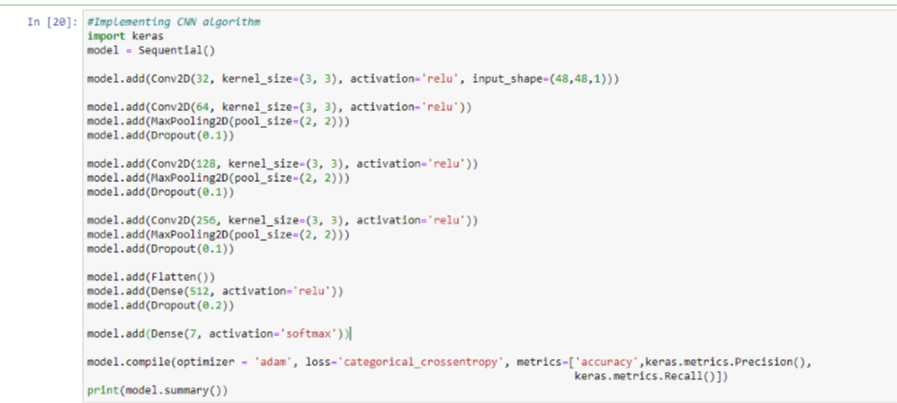 In [20]: #Implementing CNN algorithm
import keras
model = Sequential()
model.add(Conv2D(32, kernel_size=(3, 3), activation='relu', input_shape=(48,48,1)))
model.add(Conv2D(64, kernel_size=(3, 3), activation='relu'))
model.add(MaxPooling2D(pool_size=(2, 2)))
model.add(Dropout(0.1))
model.add(Conv2D(128, kernel_size=(3, 3), activation='relu'))
model.add(MaxPooling2D(pool_size=(2, 2)))
model.add(Dropout(0.1))
model.add(Conv2D(256, kernel_size=(3, 3), activation='relu'))
model.add(MaxPooling2D(pool_size=(2, 2)))
model.add(Dropout(0.1))
model.add(Flatten())
model.add(Dense(512, activation='relu'))
model.add(Dropout(0.2))
model.add(Dense(7, activation='softmax'))
model.compile(optimizer = 'adam', loss='categorical_crossentropy', metrics=['accuracy',keras.metrics.Precision(),
keras.metrics.Recall()])
print(model.summary())